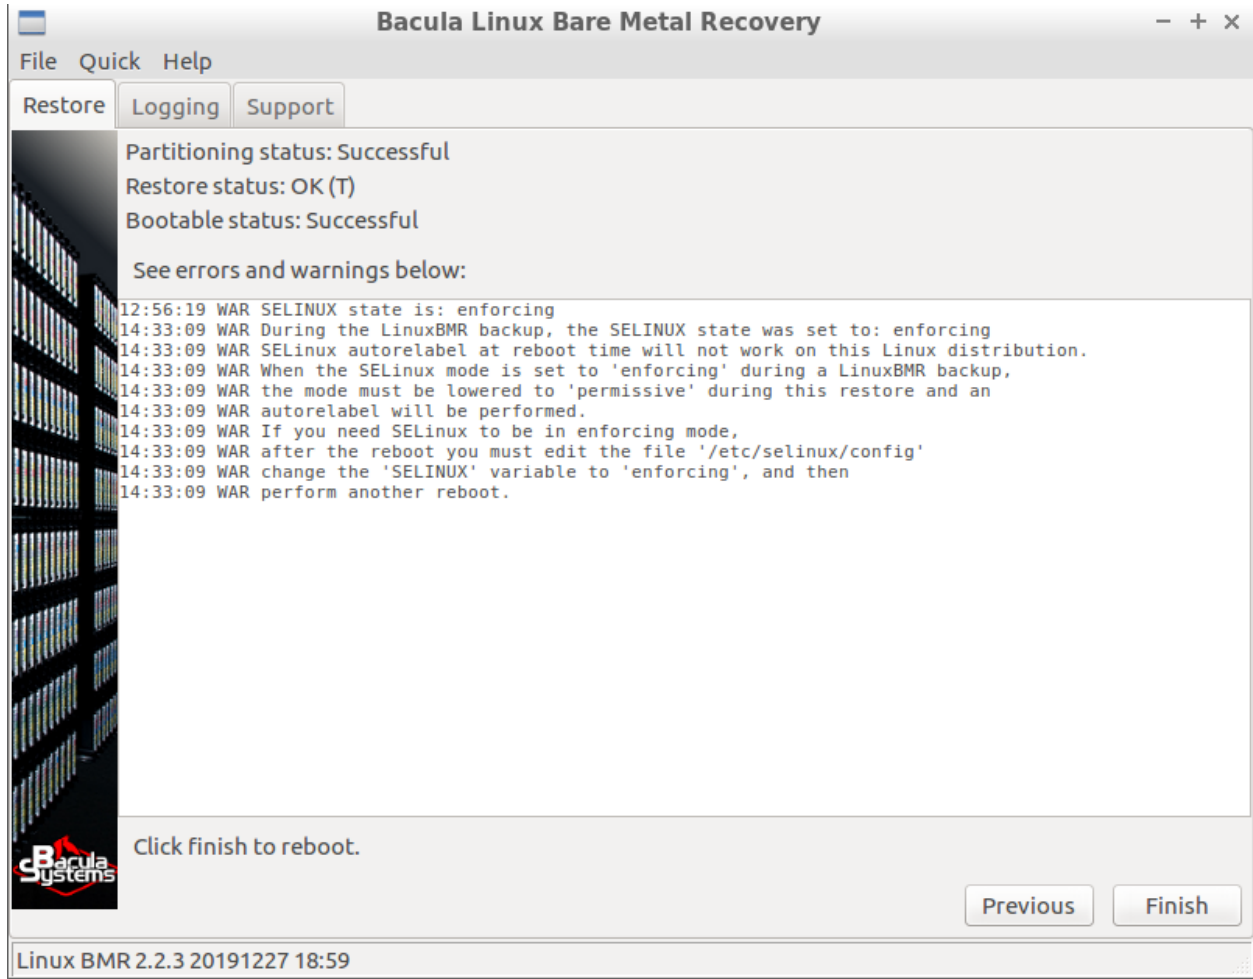 Bacula Linux Bare Metal Recovery
File Quick Help
Restore Logging Support
Partitioning status: Successful
Restore status: OK (T)
Bootable status: Successful
See errors and warnings below:
12:56:19 WAR SELINUX state is: enforcing
14:33:09 WAR During the LinuxBMR backup, the SELINUX state was set to: enforcing
14:33:09 WAR SELinux autorelabel at reboot time will not work on this Linux distribution.
14:33:09 WAR When the SELinux mode is set to 'enforcing' during a LinuxBMR backup,
14:33:09 WAR the mode must be lowered to 'permissive' during this restore and an
14:33:09 WAR autorelabel will be performed.
14:33:09 WAR If you need SELinux to be in enforcing mode,
14:33:09 WAR after the reboot you must edit the file '/etc/selinux/config'
14:33:09 WAR change the 'SELINUX' variable to 'enforcing', and then
14:33:09 WAR perform another reboot.
Click finish to reboot.
Bacula
Systems
Previous Finish
Linux BMR 2.2.3 20191227 18:59